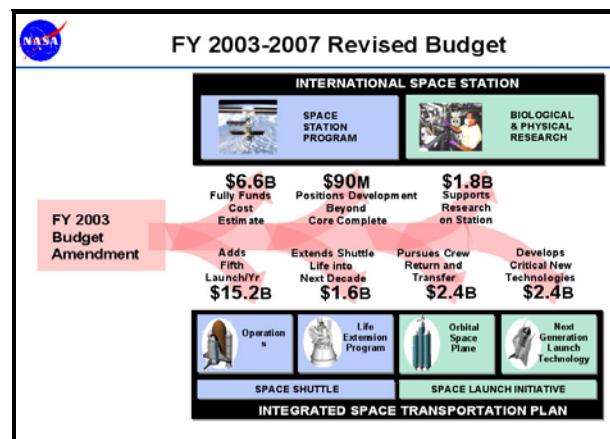 NASA
FY 2003-2007 Revised Budget
INTERNATIONAL SPACE STATION
SPACE
STATION
PROGRAM
BIOLOGICAL
& PHYSICAL
RESEARCH
$6.6B
Fully Funds
Cost
Estimate
$90M
Positions Development
Beyond
Core Complete
$1.8B
Supports
Research
on Station
FY 2003
Budget
Amendment
Adds
Fifth
Launch/Yr
$15.2B
Extends Shuttle
Life into
Next Decade
$1.6B
Pursues Crew
Return and
Transfer
$2.4B
Develops
Critical New
Technologies
$2.4B
Operation
s
Life
Extension
Program
Orbital
Space
Plane
Next
Generation
Launch
Technology
SPACE SHUTTLE
SPACE LAUNCH INITIATIVE
INTEGRATED SPACE TRANSPORTATION PLAN